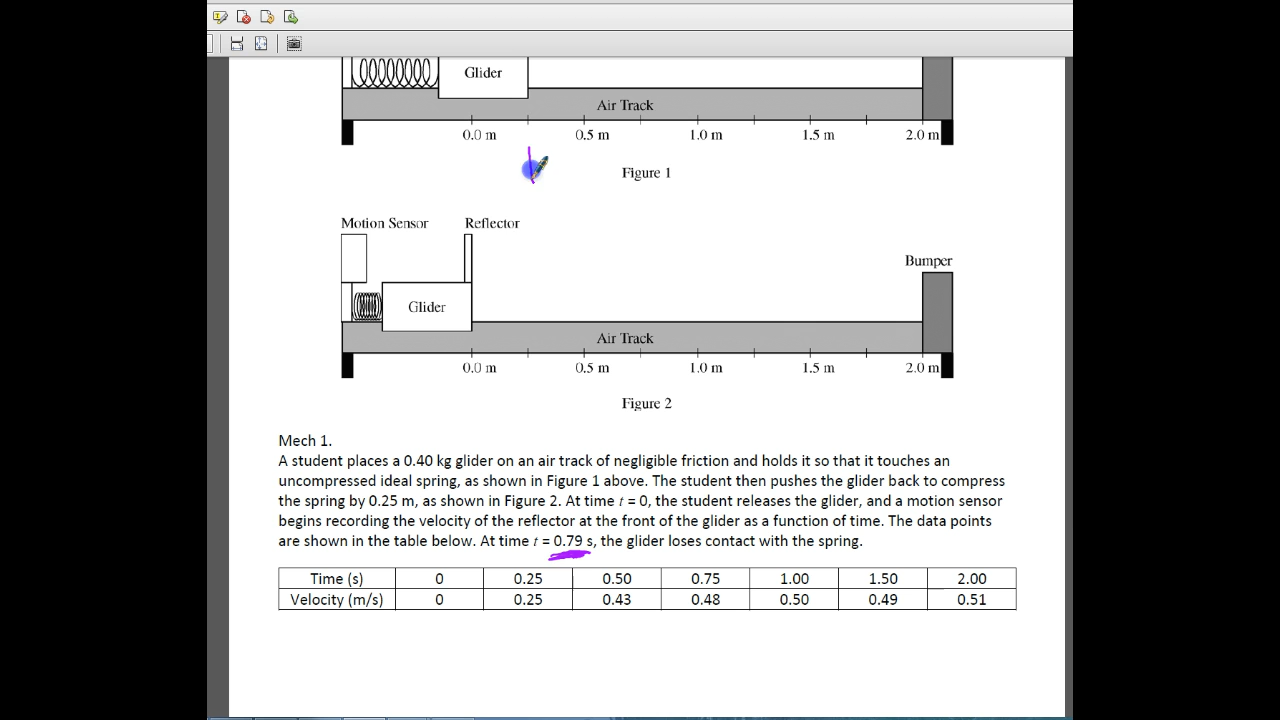 Glider
Air Track
0.0 m 0.5 m 1.0 m 1.5 m 2.0 m
Figure 1
Motion Sensor Reflector
Bumper
Glider
Air Track
0.0 m 0.5 m 1.0 m 1.5 m 2.0 m
Figure 2
Mech 1.
A student places a 0.40 kg glider on an air track of negligible friction and holds it so that it touches an
uncompressed ideal spring, as shown in Figure 1 above. The student then pushes the glider back to compress
the spring by 0.25 m, as shown in Figure 2. At time t = 0, the student releases the glider, and a motion sensor
begins recording the velocity of the reflector at the front of the glider as a function of time. The data points
are shown in the table below. At time t = 0.79 s, the glider loses contact with the spring.
Time (s) 0 0.25 0.50 0.75 1.00 1.50 2.00
Velocity (m/s) 0 0.25 0.43 0.48 0.50 0.49 0.51